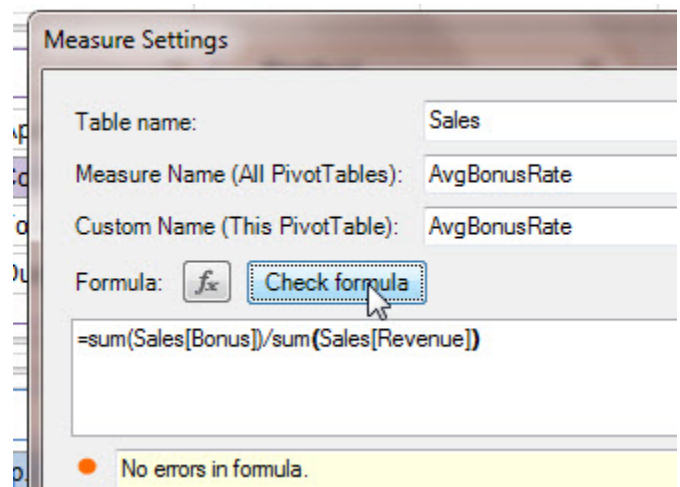 Measure Settings
Table name: Sales
Measure Name (All PivotTables): AvgBonusRate
Custom Name (This PivotTable): AvgBonusRate
Formula: fx Check formula
=sum(Sales[Bonus])/sum(Sales[Revenue])
No errors in formula.